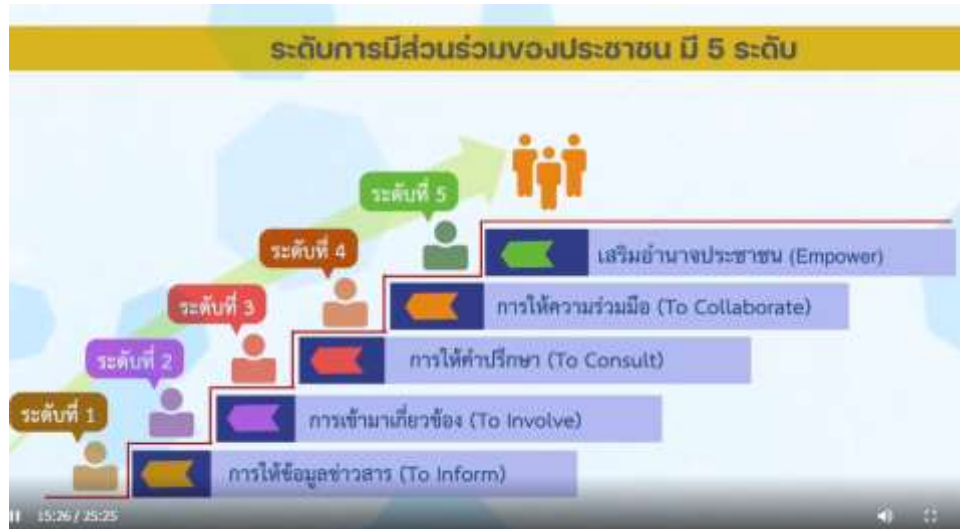 ระดับการมีส่วนร่วมของประชาชน มี 5 ระดับ
ระดับที่ 5
เสริมอำนาจประชาชน (Empower)
ระดับที่ 4
การให้ความร่วมมือ (To Collaborate)
ระดับที่ 3
การให้คำปรึกษา (To Consult)
ระดับที่ 2
การเข้ามาเกี่ยวข้อง (To Involve)
ระดับที่ 1
การให้ข้อมูลข่าวสาร (To Inform)
15:26 / 25:25